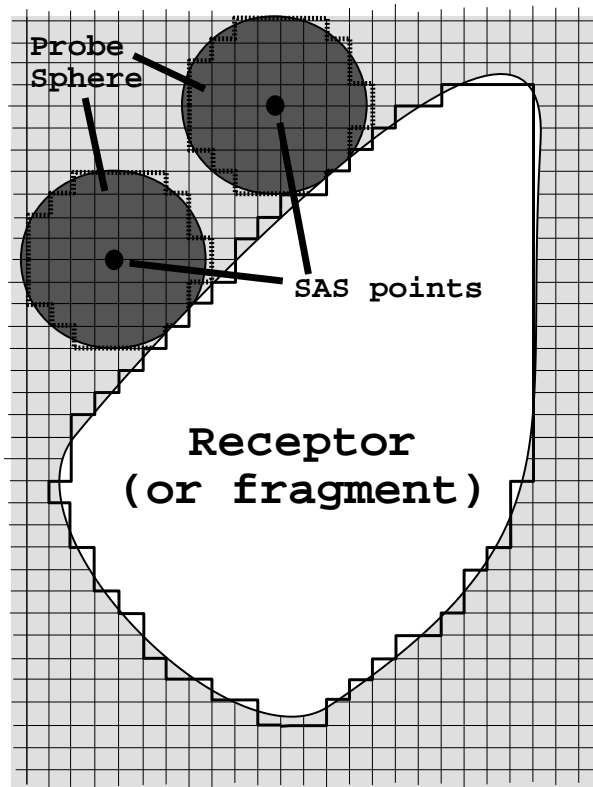 Probe
Sphere
SAS points
Receptor
(or fragment)